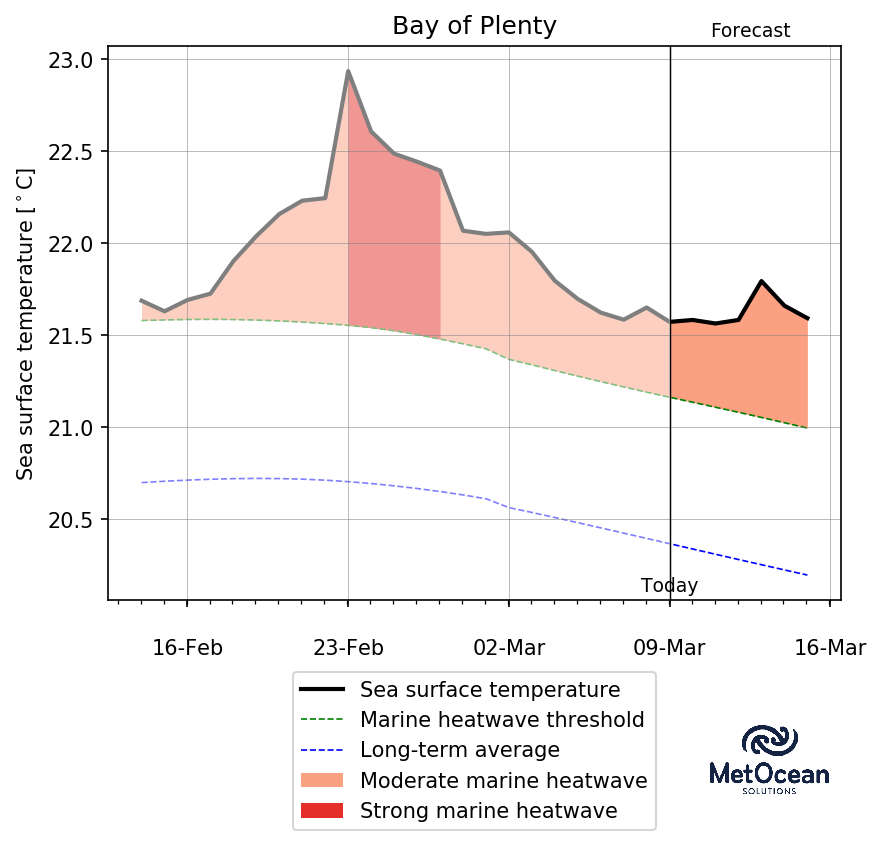 Bay of Plenty
Forecast
Sea surface temperature [°C]
23.0
22.5
22.0
21.5
21.0
20.5
Today
16-Feb
23-Feb
02-Mar
09-Mar
16-Mar
Sea surface temperature
Marine heatwave threshold
Long-term average
Moderate marine heatwave
Strong marine heatwave
MetOcean
SOLUTIONS